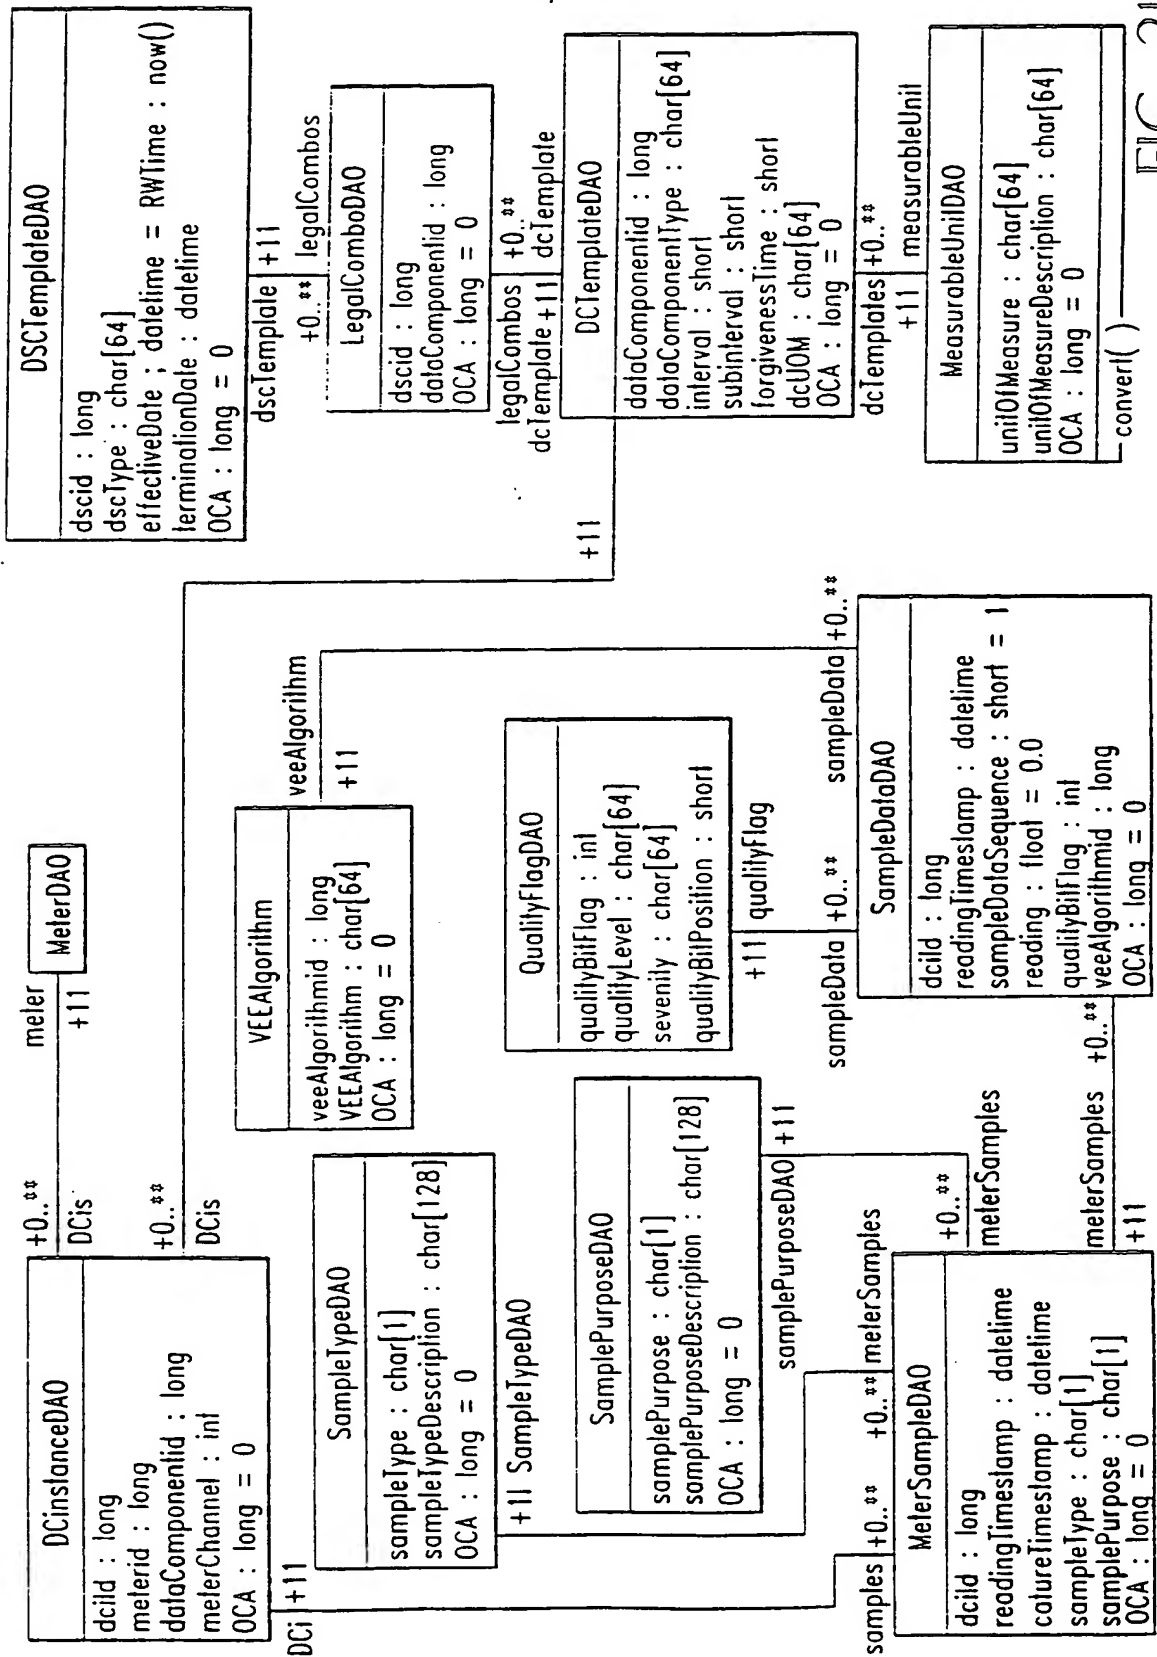 DCinstanceDAO
dciId : long
meterid : long
dataComponentid : long
meterChannel : int
OCA : long = 0
+0..**
DCis
meter
+11
MeterDAO
+0..**
DCis
+11
DSCTemplateDAO
dscid : long
dscType : char[64]
effectiveDate ; datetime = RWTime : now()
terminationDate : datetime
OCA : long = 0
dscTemplate
+11
+0..**
legalCombos
LegalComboDAO
dscid : long
dataComponentid : long
OCA : long = 0
legalCombos
+0..**
dcTemplate +11
dcTemplate
DCTemplateDAO
dataComponentid : long
dataComponentType : char[64]
interval : short
subinterval : short
forgivenessTime : short
dcUOM : char[64]
OCA : long = 0
dcTemplates
+0..**
+11
measurableUnit
MeasurableUnitDAO
unitOfMeasure : char[64]
unitOfMeasureDescription : char[64
OCA : long = 0
convert( )
VEEAlgorithm
veeAlgorithmid : long
VEEAlgorithm : char[64]
OCA : long = 0
veeAlgorithm
+11
sampleData
+0..**
SampleTypeDAO
sampleType : char[1]
sampleTypeDescription : char[128]
OCA : long = 0
+11 SampleTypeDAO
QualityFlagDAO
qualityBitFlag : int
qualityLevel : char[64]
sevenity : char[64]
qualityBitPosition : short
+11
qualityFlag
sampleData
+0..**
SamplePurposeDAO
samplePurpose : char[1]
samplePurposeDescription : char[128]
OCA : long = 0
samplePurposeDAO
+11
+0..**
meterSamples
DCi
+11
samples
+0..**
+0..**
meterSamples
MeterSampleDAO
dciId : long
readingTimestamp : datetime
catureTimestamp : datetime
sampleType : char[1]
samplePurpose : char[1]
OCA : long = 0
meterSamples
+11
+0..**
SampleDataDAO
dciId : long
readingTimestamp : datetime
sampleDataSequence : short = 1
reading : float = 0.0
qualityBitFlag : int
veeAlgorithmid : long
OCA : long = 0